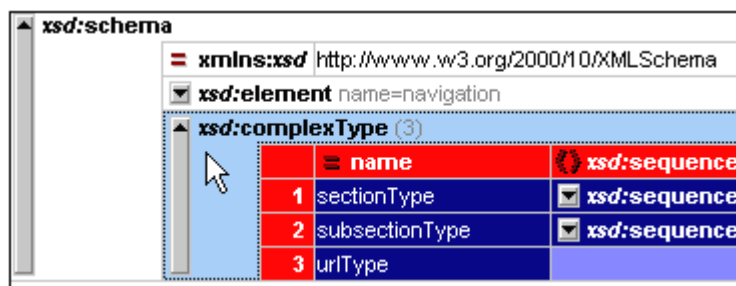 xsd:schema
= xmlns:xsd http://www.w3.org/2000/10/XMLSchema
xsd:element name=navigation
xsd:complexType (3)
= name {} xsd:sequence
1 sectionType xsd:sequence
2 subsectionType xsd:sequence
3 urlType